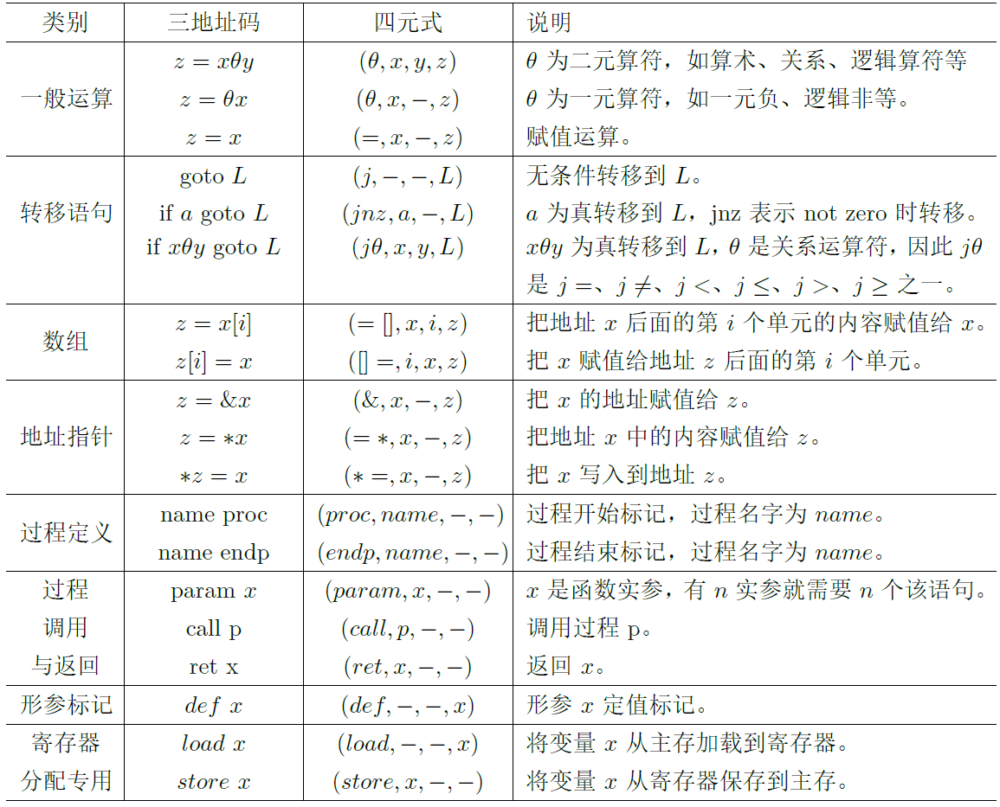 类别 三地址码 四元式 说明
z = xθy (θ, x, y, z) θ 为二元算符，如算术、关系、逻辑算符等
一般运算 z = θx (θ, x, −, z) θ 为一元算符，如一元负、逻辑非等。
z = x (=, x, −, z) 赋值运算。
goto L (j, −, −, L) 无条件转移到 L。
转移语句 if a goto L (jnz, a, −, L) a 为真转移到 L，jnz 表示 not zero 时转移。
if xθy goto L (jθ, x, y, L) xθy 为真转移到 L，θ 是关系运算符，因此 jθ
是 j =、j ≠、j <、j ≤、j >、j ≥ 之一。
数组 z = x[i] (= [], x, i, z) 把地址 x 后面的第 i 个单元的内容赋值给 x。
z[i] = x ([] =, i, x, z) 把 x 赋值给地址 z 后面的第 i 个单元。
z = &x (&, x, −, z) 把 x 的地址赋值给 z。
地址指针 z = ∗x (= ∗, x, −, z) 把地址 x 中的内容赋值给 z。
∗z = x (∗ =, x, −, z) 把 x 写入到地址 z。
过程定义 name proc (proc, name, −, −) 过程开始标记，过程名字为 name。
name endp (endp, name, −, −) 过程结束标记，过程名字为 name。
过程 param x (param, x, −, −) x 是函数实参，有 n 实参就需要 n 个该语句。
调用 call p (call, p, −, −) 调用过程 p。
与返回 ret x (ret, x, −, −) 返回 x。
形参标记 def x (def, −, −, x) 形参 x 定值标记。
寄存器 load x (load, −, −, x) 将变量 x 从主存加载到寄存器。
分配专用 store x (store, x, −, −) 将变量 x 从寄存器保存到主存。